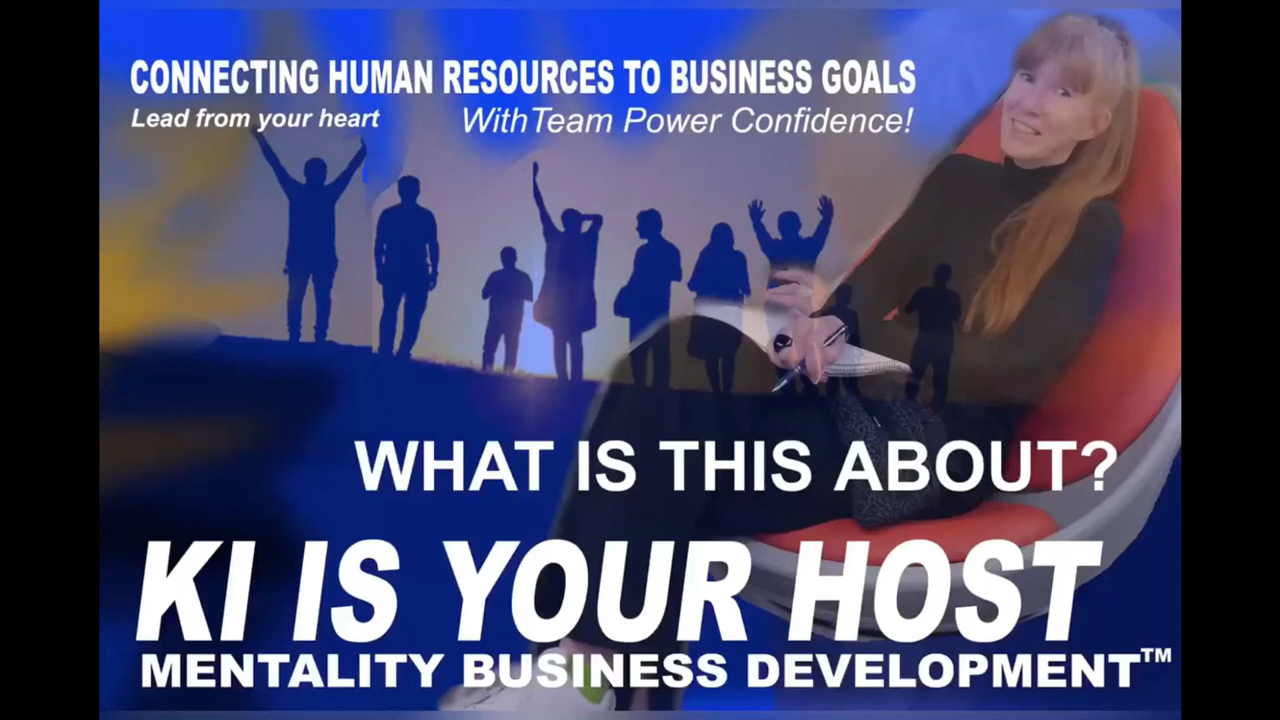 CONNECTING HUMAN RESOURCES TO BUSINESS GOALS
Lead from your heart WithTeam Power Confidence!
WHAT IS THIS ABOUT?
KI IS YOUR HOST
MENTALITY BUSINESS DEVELOPMENT™